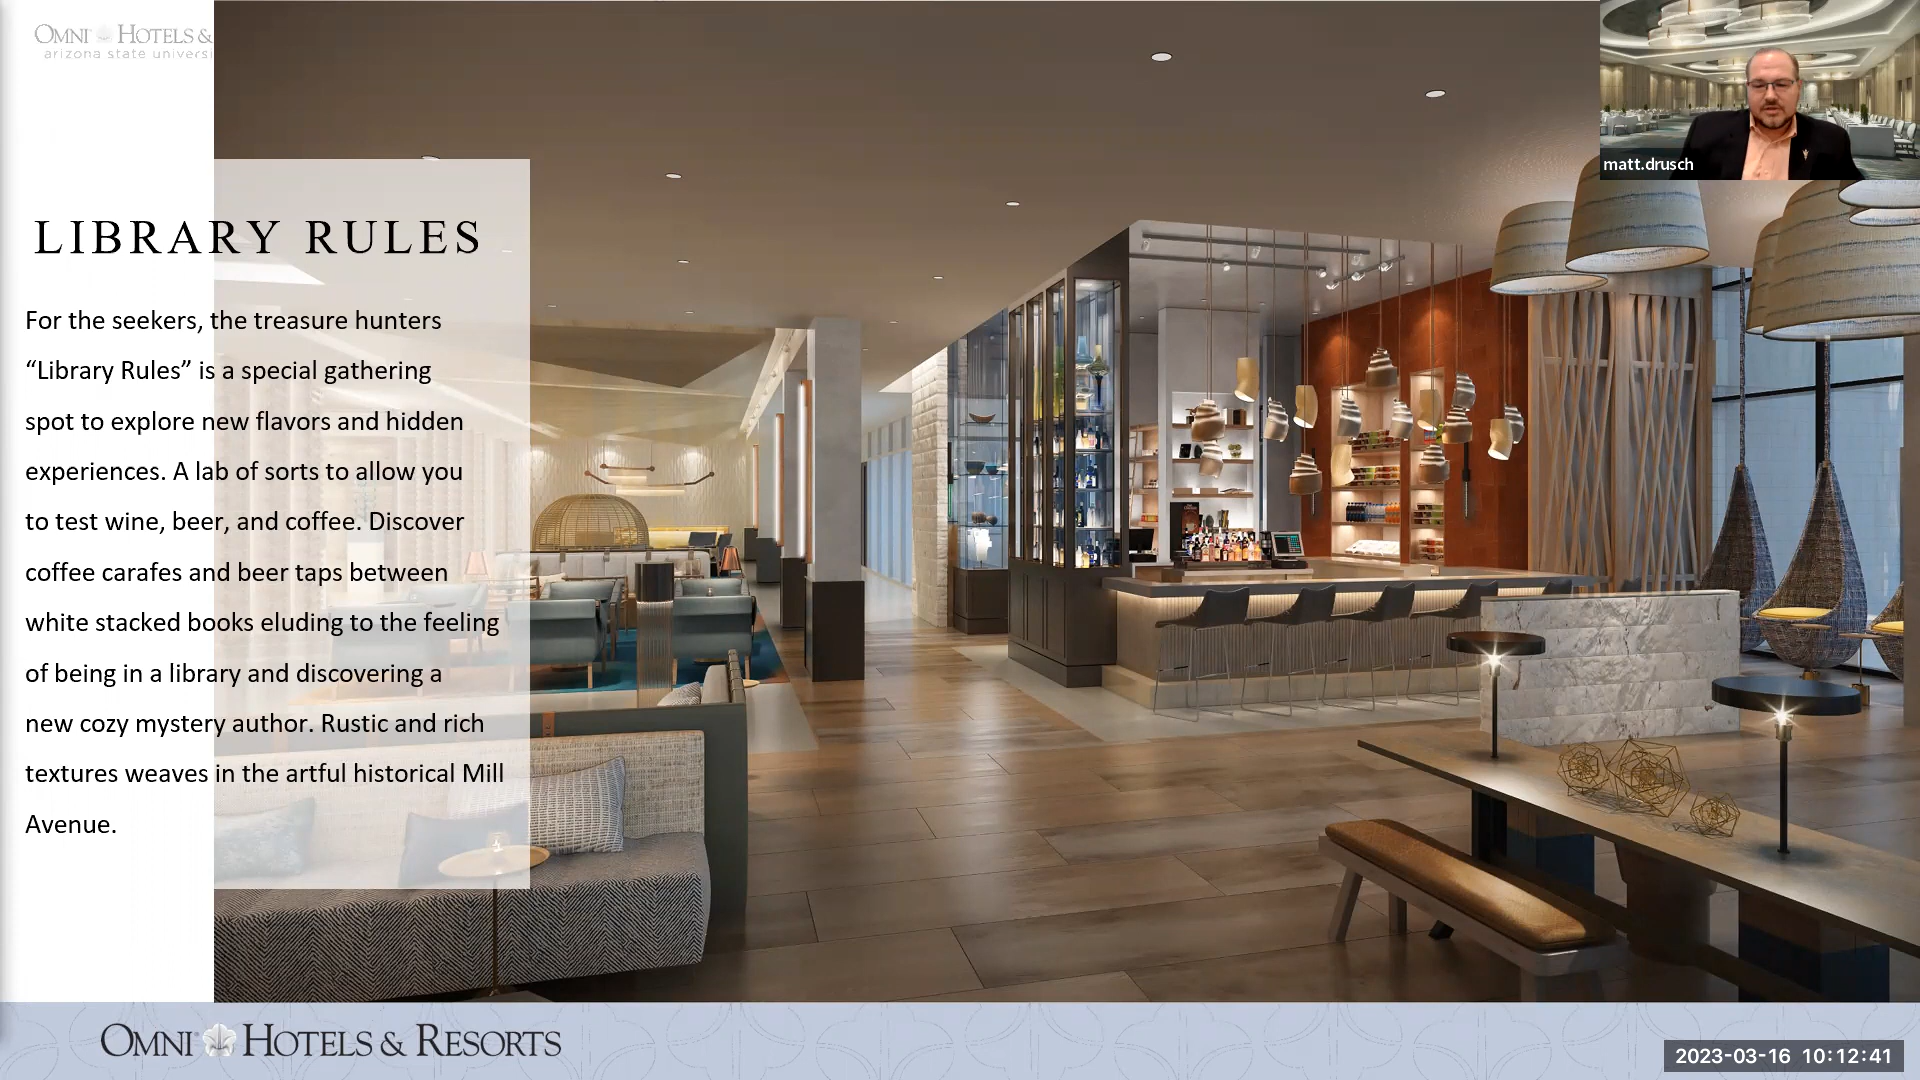 OMNI HOTELS &
arizona state universi
matt.drusch
LIBRARY RULES
For the seekers, the treasure hunters
“Library Rules” is a special gathering
spot to explore new flavors and hidden
experiences. A lab of sorts to allow you
to test wine, beer, and coffee. Discover
coffee carafes and beer taps between
white stacked books eluding to the feeling
of being in a library and discovering a
new cozy mystery author. Rustic and rich
textures weaves in the artful historical Mill
Avenue.
OMNI HOTELS & RESORTS
2023-03-16 10:12:41